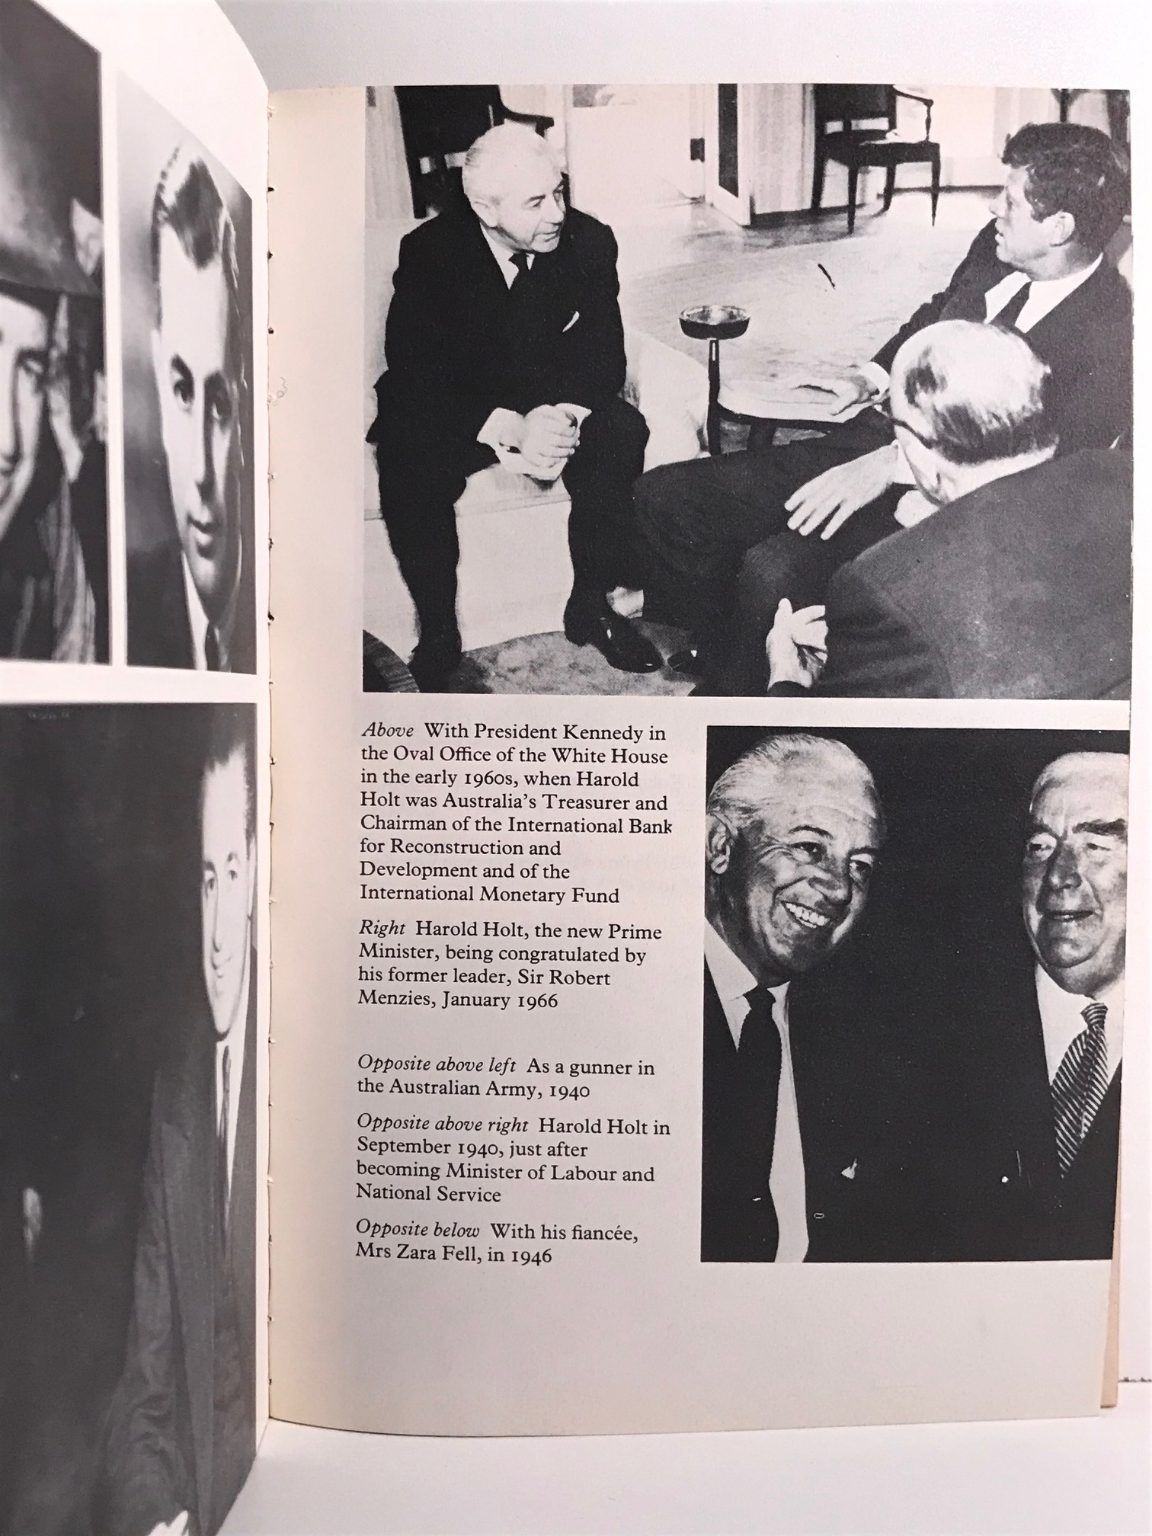 Above With President Kennedy in
the Oval Office of the White House
in the early 1960s, when Harold
Holt was Australia's Treasurer and
Chairman of the International Bank
for Reconstruction and
Development and of the
International Monetary Fund
Right Harold Holt, the new Prime
Minister, being congratulated by
his former leader, Sir Robert
Menzies, January 1966
Opposite above left As a gunner in
the Australian Army, 1940
Opposite above right Harold Holt in
September 1940, just after
becoming Minister of Labour and
National Service
Opposite below With his fiancée,
Mrs Zara Fell, in 1946